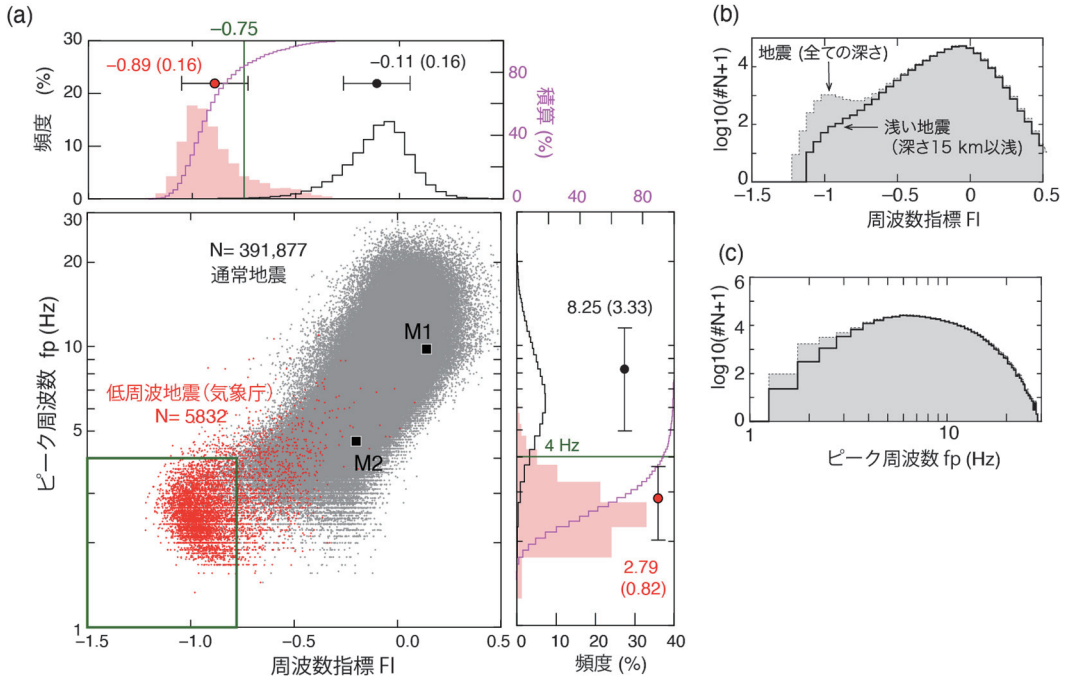 (a)
−0.75
30
20
10
0
頻度 (%)
−0.89 (0.16)
−0.11 (0.16)
80
40
0
積算 (%)
30
20
10
5
1
ピーク周波数 fp (Hz)
N= 391,877
通常地震
M1
M2
低周波地震(気象庁)
N= 5832
-1.5
-1.0
-0.5
0.0
0.5
周波数指標 FI
0
40
80
8.25 (3.33)
4 Hz
2.79
(0.82)
0
10
20
30
40
頻度 (%)
(b)
log10(#N+1)
4
2
0
地震 (全ての深さ)
浅い地震
(深さ15 km以浅)
−1.5
−1
−0.5
0
0.5
周波数指標 FI
(c)
log10(#N+1)
6
4
2
0
1
10
ピーク周波数 fp (Hz)